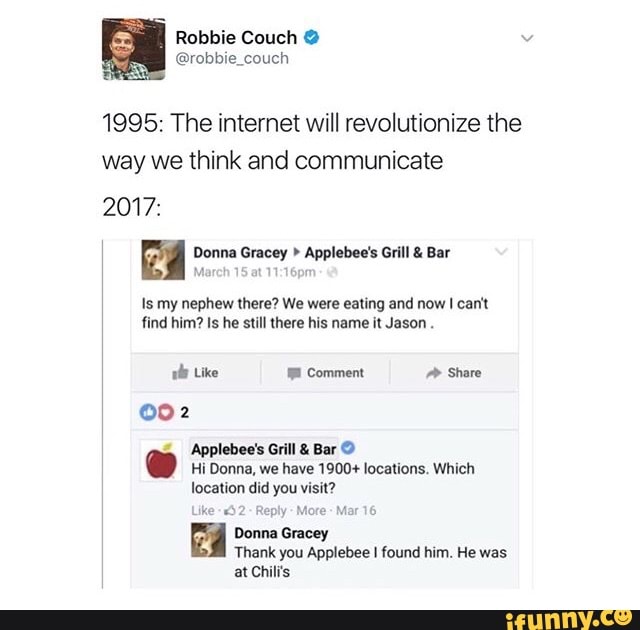 Robbie Couch
@robbie_couch
1995: The internet will revolutionize the
way we think and communicate
2017:
Donna Gracey ▸ Applebee's Grill & Bar
March 15 at 11:16pm ·
Is my nephew there? We were eating and now I can't
find him? Is he still there his name it Jason .
Like Comment Share
2
Applebee's Grill & Bar
Hi Donna, we have 1900+ locations. Which
location did you visit?
Like · 2 · Reply · More · Mar 16
Donna Gracey
Thank you Applebee I found him. He was
at Chili's
ifunny.co